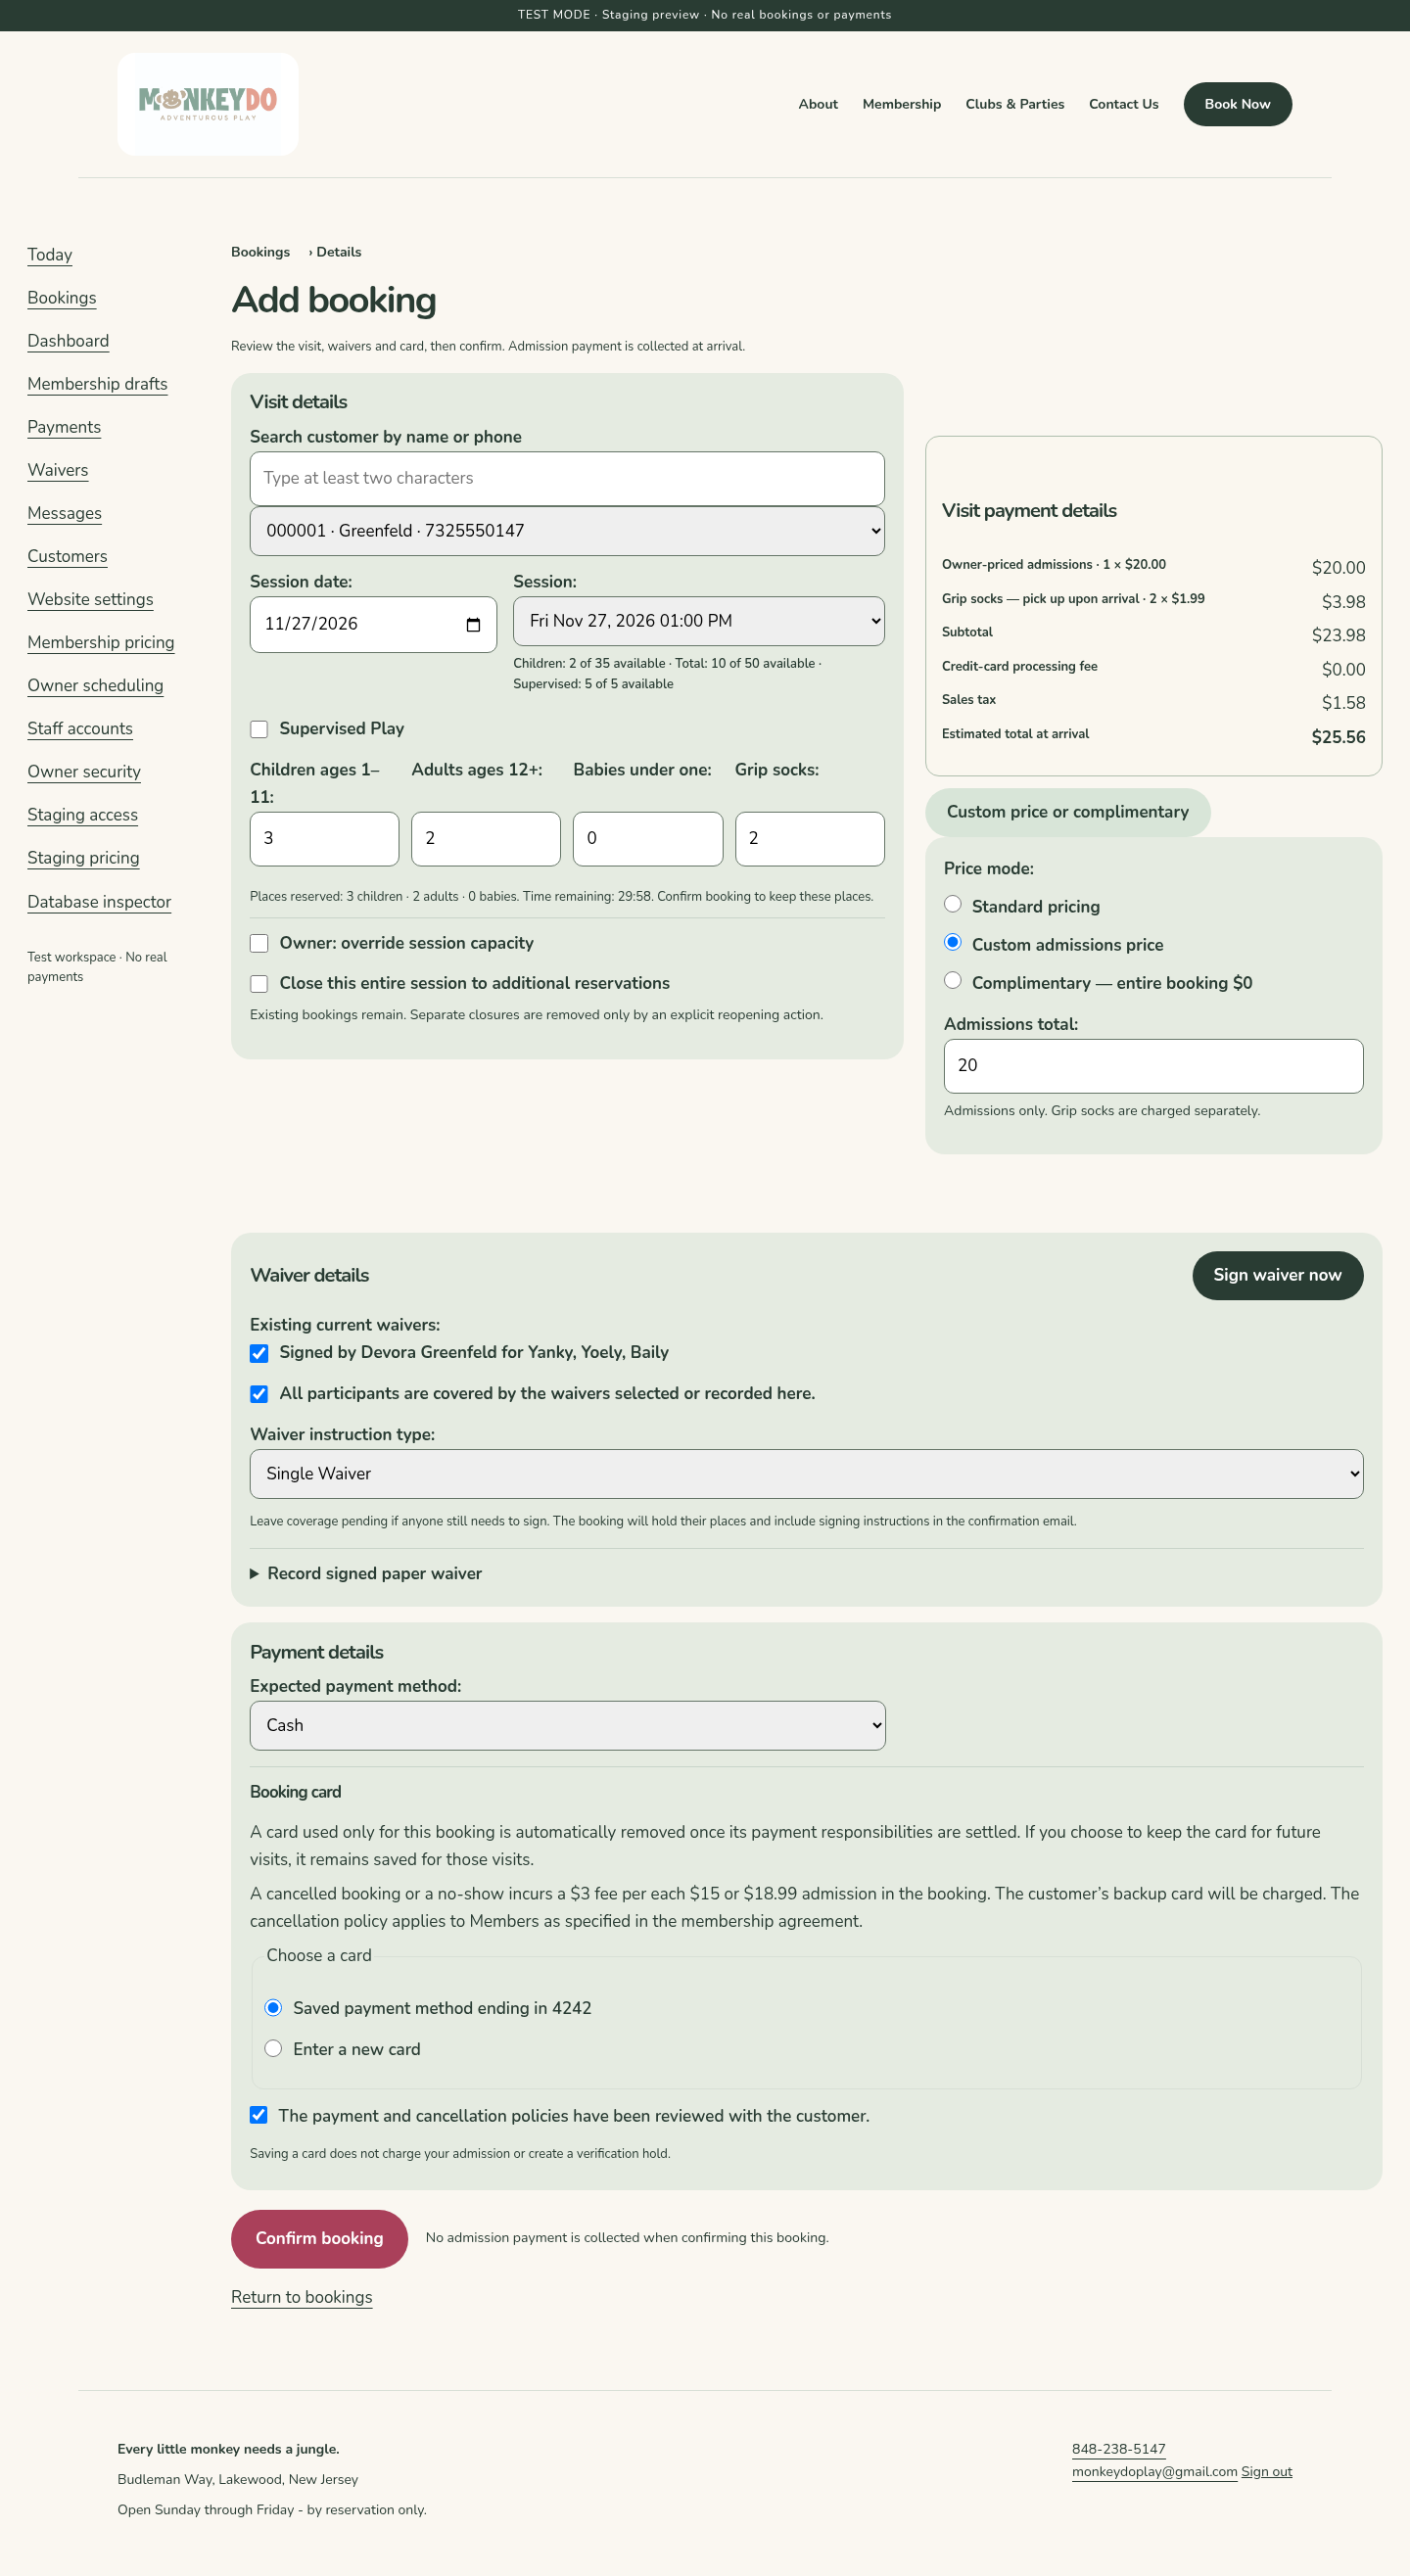 TEST MODE · Staging preview · No real bookings or payments
MONKEYDO
ADVENTUROUS PLAY
About
Membership
Clubs & Parties
Contact Us
Book Now
Today
Bookings
Dashboard
Membership drafts
Payments
Waivers
Messages
Customers
Website settings
Membership pricing
Owner scheduling
Staff accounts
Owner security
Staging access
Staging pricing
Database inspector
Test workspace · No real
payments
Bookings › Details
Add booking
Review the visit, waivers and card, then confirm. Admission payment is collected at arrival.
Visit details
Search customer by name or phone
Type at least two characters
000001 · Greenfeld · 7325550147
Session date:
11/27/2026
Session:
Fri Nov 27, 2026 01:00 PM
Children: 2 of 35 available · Total: 10 of 50 available ·
Supervised: 5 of 5 available
Supervised Play
Children ages 1–
11:
3
Adults ages 12+:
2
Babies under one:
0
Grip socks:
2
Places reserved: 3 children · 2 adults · 0 babies. Time remaining: 29:58. Confirm booking to keep these places.
Owner: override session capacity
Close this entire session to additional reservations
Existing bookings remain. Separate closures are removed only by an explicit reopening action.
Visit payment details
Owner-priced admissions · 1 × $20.00 $20.00
Grip socks — pick up upon arrival · 2 × $1.99 $3.98
Subtotal $23.98
Credit-card processing fee $0.00
Sales tax $1.58
Estimated total at arrival $25.56
Custom price or complimentary
Price mode:
Standard pricing
Custom admissions price
Complimentary — entire booking $0
Admissions total:
20
Admissions only. Grip socks are charged separately.
Waiver details
Sign waiver now
Existing current waivers:
Signed by Devora Greenfeld for Yanky, Yoely, Baily
All participants are covered by the waivers selected or recorded here.
Waiver instruction type:
Single Waiver
Leave coverage pending if anyone still needs to sign. The booking will hold their places and include signing instructions in the confirmation email.
Record signed paper waiver
Payment details
Expected payment method:
Cash
Booking card
A card used only for this booking is automatically removed once its payment responsibilities are settled. If you choose to keep the card for future
visits, it remains saved for those visits.
A cancelled booking or a no-show incurs a $3 fee per each $15 or $18.99 admission in the booking. The customer’s backup card will be charged. The
cancellation policy applies to Members as specified in the membership agreement.
Choose a card
Saved payment method ending in 4242
Enter a new card
The payment and cancellation policies have been reviewed with the customer.
Saving a card does not charge your admission or create a verification hold.
Confirm booking
No admission payment is collected when confirming this booking.
Return to bookings
Every little monkey needs a jungle.
Budleman Way, Lakewood, New Jersey
Open Sunday through Friday - by reservation only.
848-238-5147
monkeydoplay@gmail.com Sign out